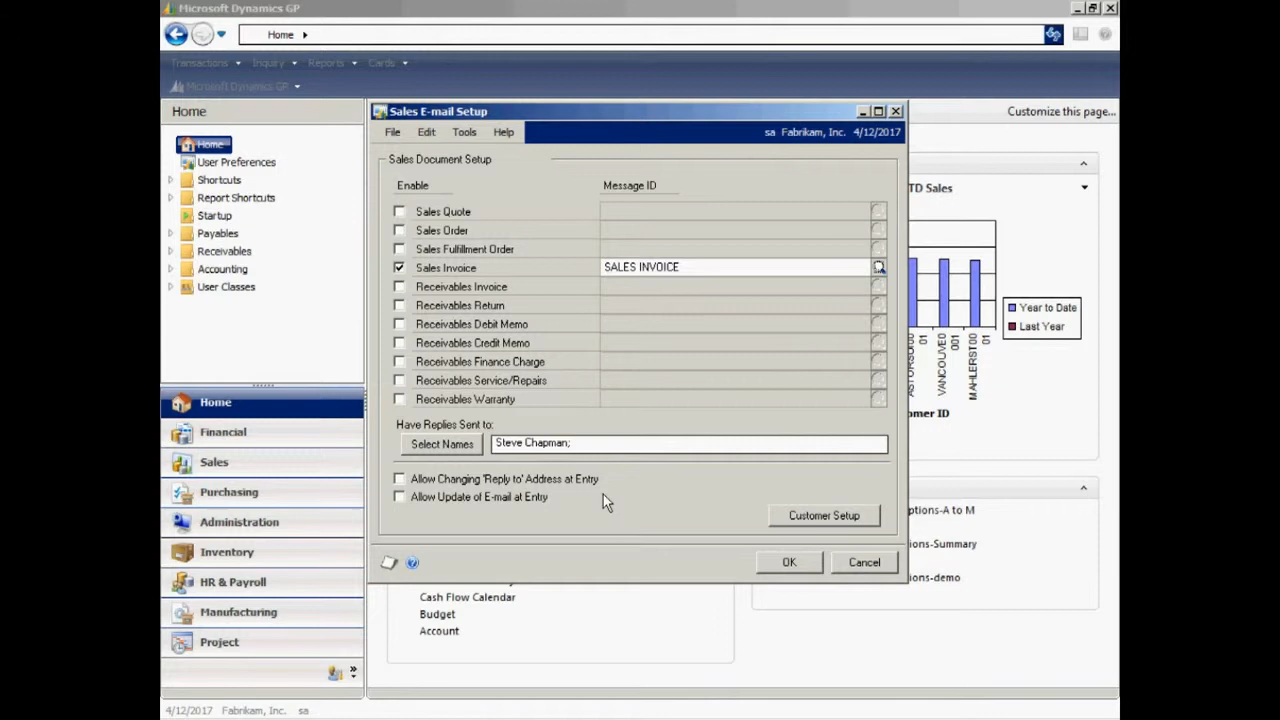 Microsoft Dynamics GP
Home
Transactions Inquiry Reports Cards
Microsoft Dynamics GP
Home
Customize this page...
Home
User Preferences
Shortcuts
Report Shortcuts
Startup
Payables
Receivables
Accounting
User Classes
Home
Financial
Sales
Purchasing
Administration
Inventory
HR & Payroll
Manufacturing
Project
Sales E-mail Setup
File Edit Tools Help
sa Fabrikam, Inc. 4/12/2017
Sales Document Setup
Enable
Message ID
Sales Quote
Sales Order
Sales Fulfillment Order
Sales Invoice
SALES INVOICE
Receivables Invoice
Receivables Return
Receivables Debit Memo
Receivables Credit Memo
Receivables Finance Charge
Receivables Service/Repairs
Receivables Warranty
Have Replies Sent to:
Select Names
Steve Chapman;
Allow Changing 'Reply to' Address at Entry
Allow Update of E-mail at Entry
Customer Setup
OK
Cancel
TD Sales
Year to Date
Last Year
VANCOUVE0
001
MAHLERST00
01
01
omer ID
ptions-A to M
tions-Summary
tions-demo
Cash Flow Calendar
Budget
Account
4/12/2017 Fabrikam, Inc. sa